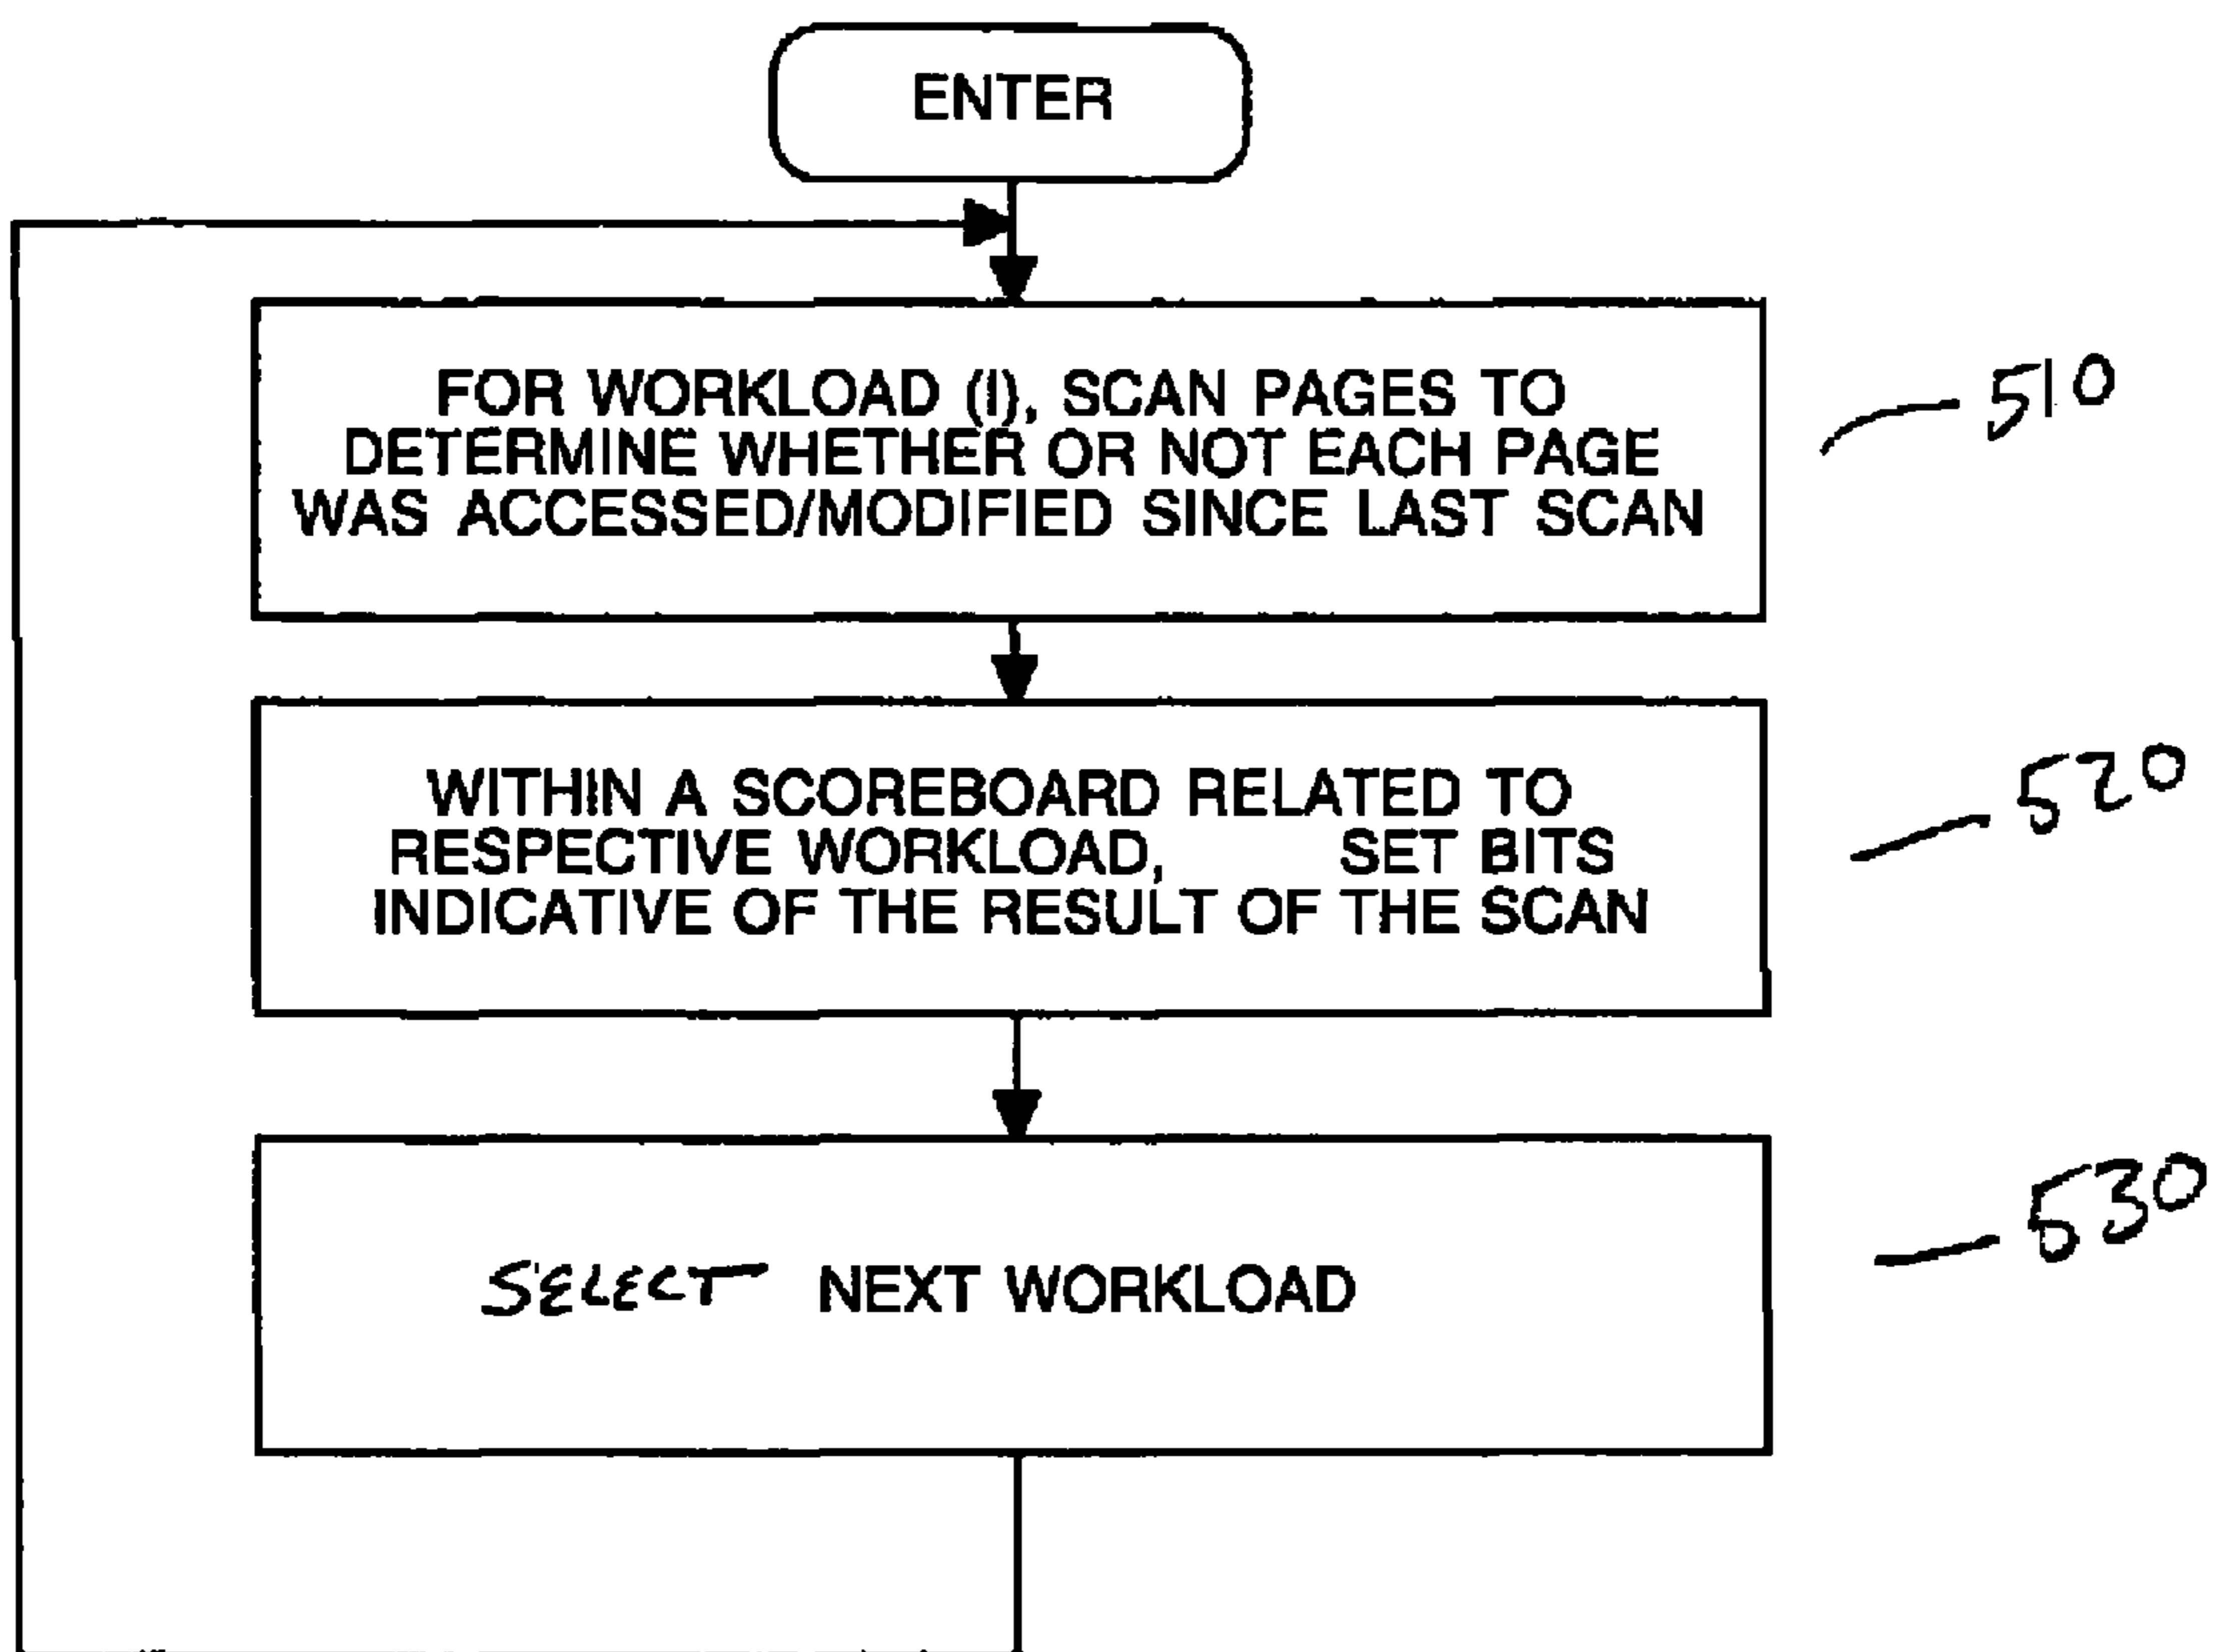 ENTER
FOR WORKLOAD (I), SCAN PAGES TO
DETERMINE WHETHER OR NOT EACH PAGE
WAS ACCESSED/MODIFIED SINCE LAST SCAN
510
WITHIN A SCOREBOARD RELATED TO
RESPECTIVE WORKLOAD, SET BITS
INDICATIVE OF THE RESULT OF THE SCAN
520
SELECT NEXT WORKLOAD
530